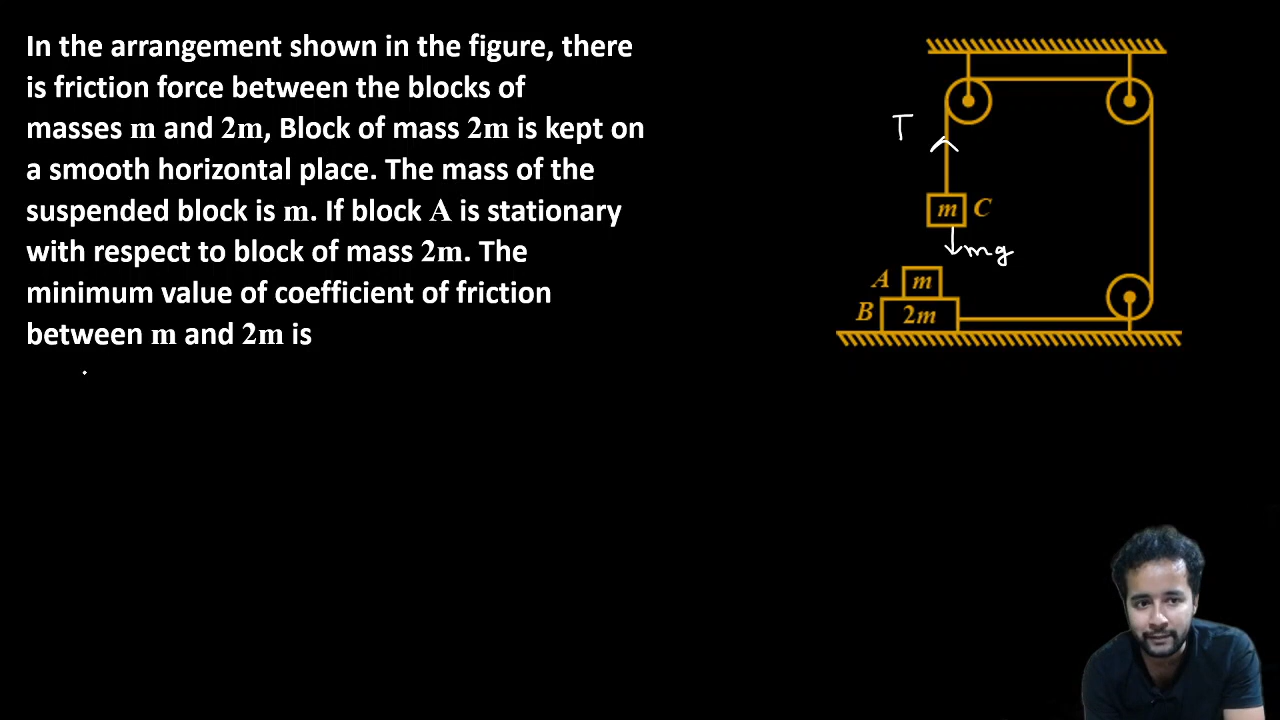 In the arrangement shown in the figure, there
is friction force between the blocks of
masses m and 2m, Block of mass 2m is kept on
a smooth horizontal place. The mass of the
suspended block is m. If block A is stationary
with respect to block of mass 2m. The
minimum value of coefficient of friction
between m and 2m is
T
m C
mg
A m
B 2m